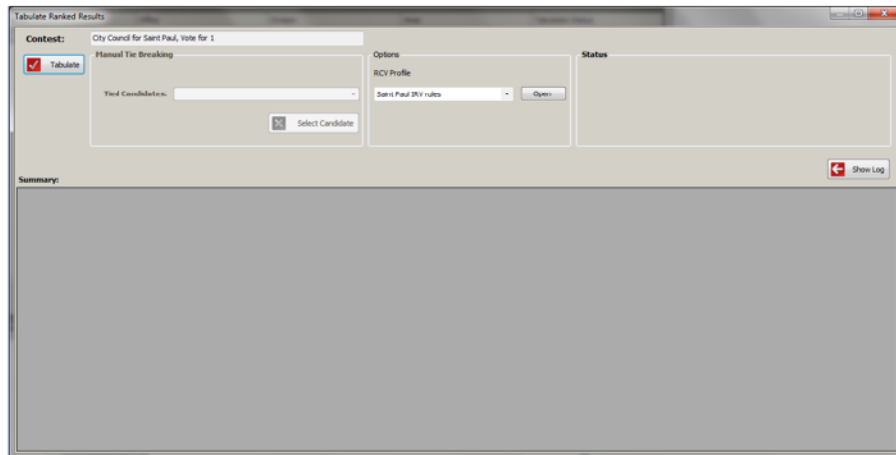 Tabulate Ranked Results
Contest: City Council for Saint Paul, Vote for 1
Tabulate
Manual Tie Breaking
Tied Candidates:
Select Candidate
Options
RCV Profile
Saint Paul IRV rules
Open
Status
Show Log
Summary: